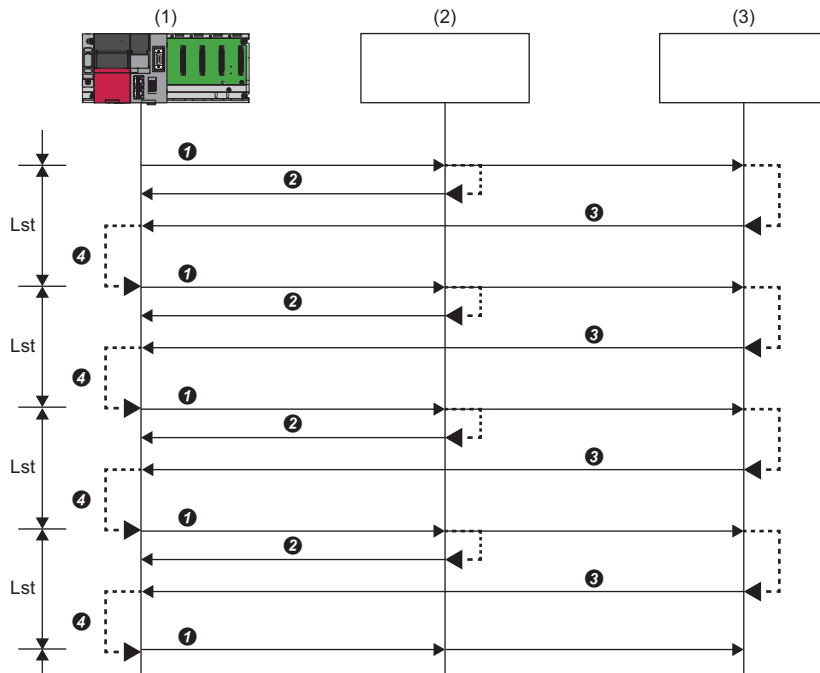 (1) (2) (3)
❶
❷
Lst ❸
❹
❶
❷
Lst ❸
❹
❶
❷
Lst ❸
❹
❶
❷
Lst ❸
❹
❶